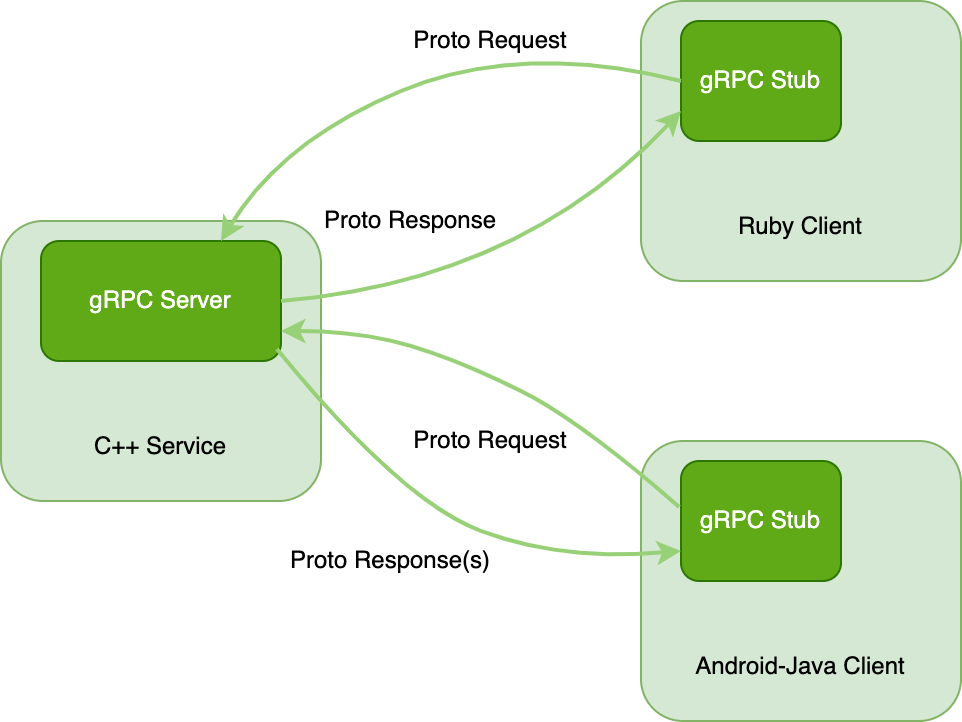 Proto Request
gRPC Stub
Proto Response
Ruby Client
gRPC Server
C++ Service
Proto Request
gRPC Stub
Proto Response(s)
Android-Java Client